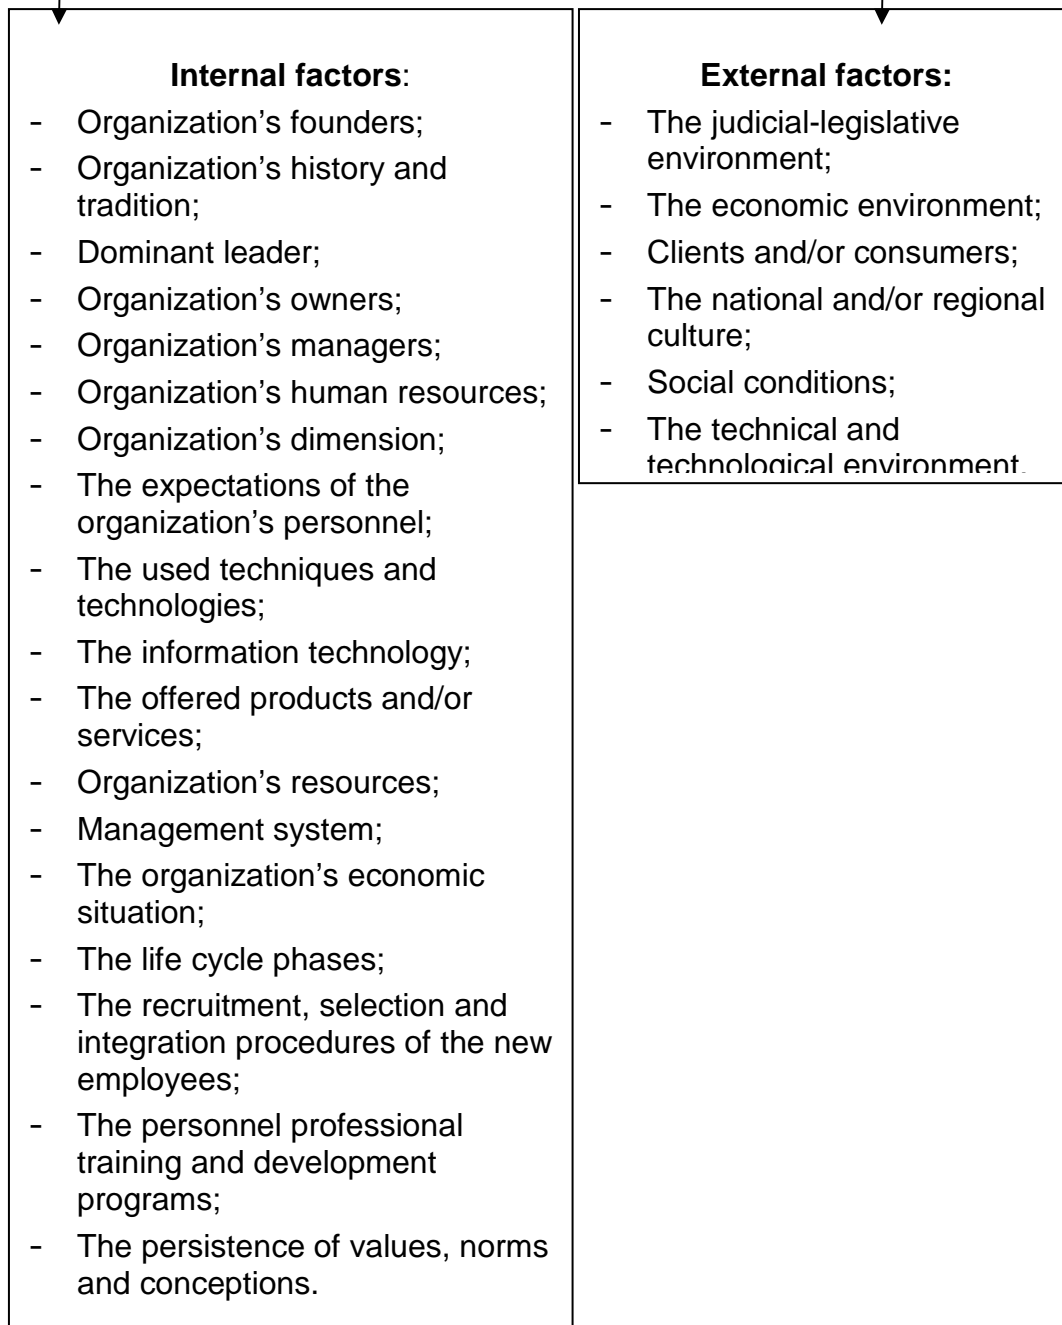 Internal factors:
- Organization’s founders;
- Organization’s history and
tradition;
- Dominant leader;
- Organization’s owners;
- Organization’s managers;
- Organization’s human resources;
- Organization’s dimension;
- The expectations of the
organization’s personnel;
- The used techniques and
technologies;
- The information technology;
- The offered products and/or
services;
- Organization’s resources;
- Management system;
- The organization’s economic
situation;
- The life cycle phases;
- The recruitment, selection and
integration procedures of the new
employees;
- The personnel professional
training and development
programs;
- The persistence of values, norms
and conceptions.
External factors:
- The judicial-legislative
environment;
- The economic environment;
- Clients and/or consumers;
- The national and/or regional
culture;
- Social conditions;
- The technical and
technological environment.